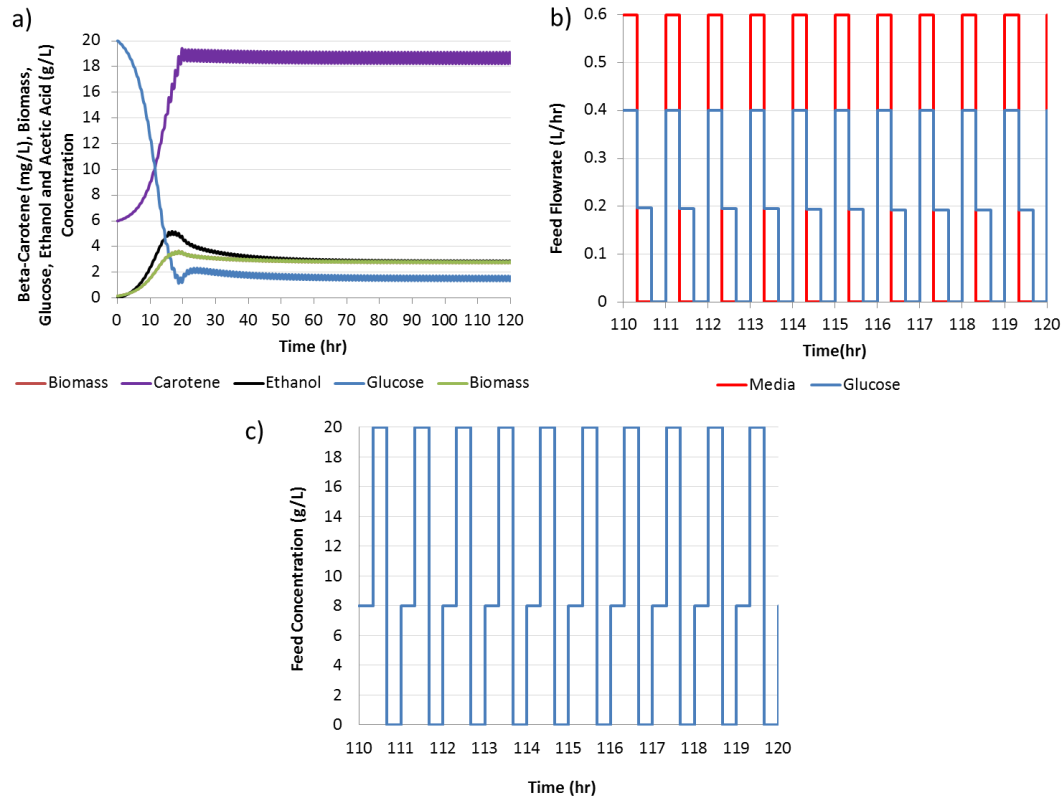 a)
Beta-Carotene (mg/L), Biomass,
Glucose, Ethanol and Acetic Acid (g/L)
Concentration
20
18
16
14
12
10
8
6
4
2
0
0 10 20 30 40 50 60 70 80 90 100 110 120
Time (hr)
Biomass Carotene Ethanol Glucose Biomass
b)
Feed Flowrate (L/hr)
0.6
0.5
0.4
0.3
0.2
0.1
0
110 111 112 113 114 115 116 117 118 119 120
Time(hr)
Media Glucose
c)
Feed Concentration (g/L)
20
18
16
14
12
10
8
6
4
2
0
110 111 112 113 114 115 116 117 118 119 120
Time (hr)